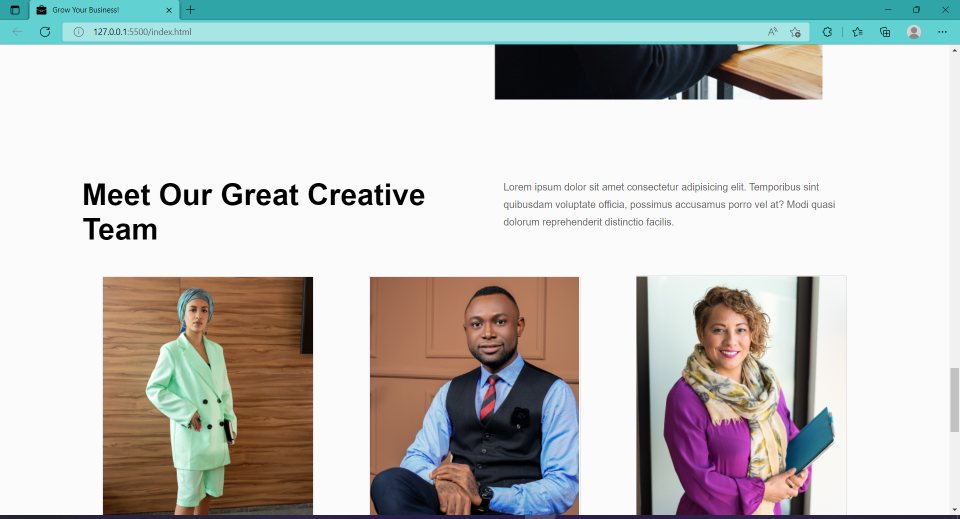 Grow Your Business!
127.0.0.1:5500/index.html
Meet Our Great Creative
Team
Lorem ipsum dolor sit amet consectetur adipisicing elit. Temporibus sint
quibusdam voluptate officia, possimus accusamus porro vel at? Modi quasi
dolorum reprehenderit distinctio facilis.